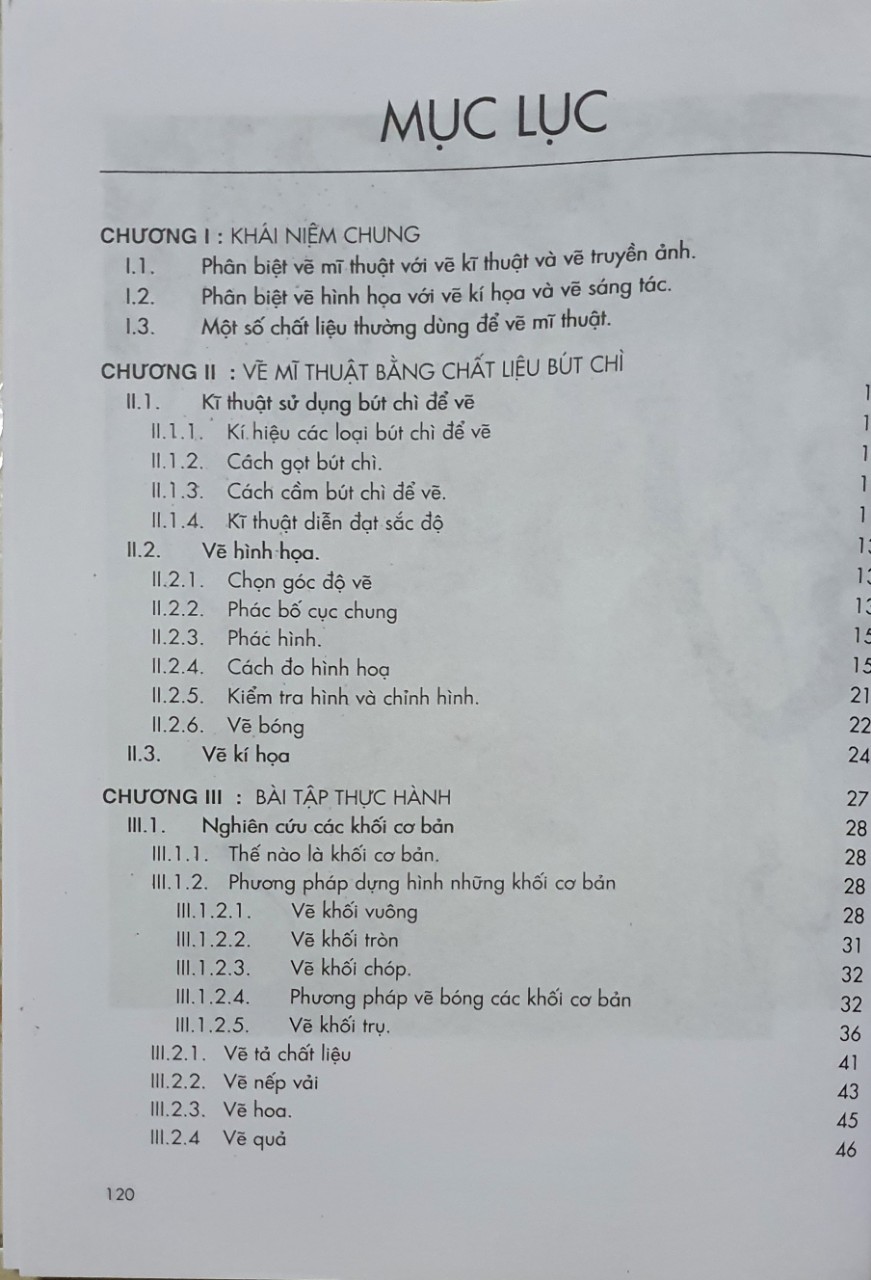 MỤC LỤC
CHƯƠNG I : KHÁI NIỆM CHUNG
I.1. Phân biệt vẽ mĩ thuật với vẽ kĩ thuật và vẽ truyền ảnh.
I.2. Phân biệt vẽ hình họa với vẽ kí họa và vẽ sáng tác.
I.3. Một số chất liệu thường dùng để vẽ mĩ thuật.
CHƯƠNG II : VẼ MĨ THUẬT BẰNG CHẤT LIỆU BÚT CHÌ
II.1. Kĩ thuật sử dụng bút chì để vẽ
II.1.1. Kí hiệu các loại bút chì để vẽ
II.1.2. Cách gọt bút chì.
II.1.3. Cách cầm bút chì để vẽ.
II.1.4. Kĩ thuật diễn đạt sắc độ
II.2. Vẽ hình họa.
II.2.1. Chọn góc độ vẽ
II.2.2. Phác bố cục chung
II.2.3. Phác hình. 15
II.2.4. Cách đo hình hoạ 15
II.2.5. Kiểm tra hình và chỉnh hình. 21
II.2.6. Vẽ bóng 22
II.3. Vẽ kí họa 24
CHƯƠNG III : BÀI TẬP THỰC HÀNH 27
III.1. Nghiên cứu các khối cơ bản 28
III.1.1. Thế nào là khối cơ bản. 28
III.1.2. Phương pháp dựng hình những khối cơ bản 28
III.1.2.1. Vẽ khối vuông 28
III.1.2.2. Vẽ khối tròn 31
III.1.2.3. Vẽ khối chóp. 32
III.1.2.4. Phương pháp vẽ bóng các khối cơ bản 32
III.1.2.5. Vẽ khối trụ. 36
III.2.1. Vẽ tả chất liệu 41
III.2.2. Vẽ nếp vải 43
III.2.3. Vẽ hoa. 45
III.2.4 Vẽ quả 46
120